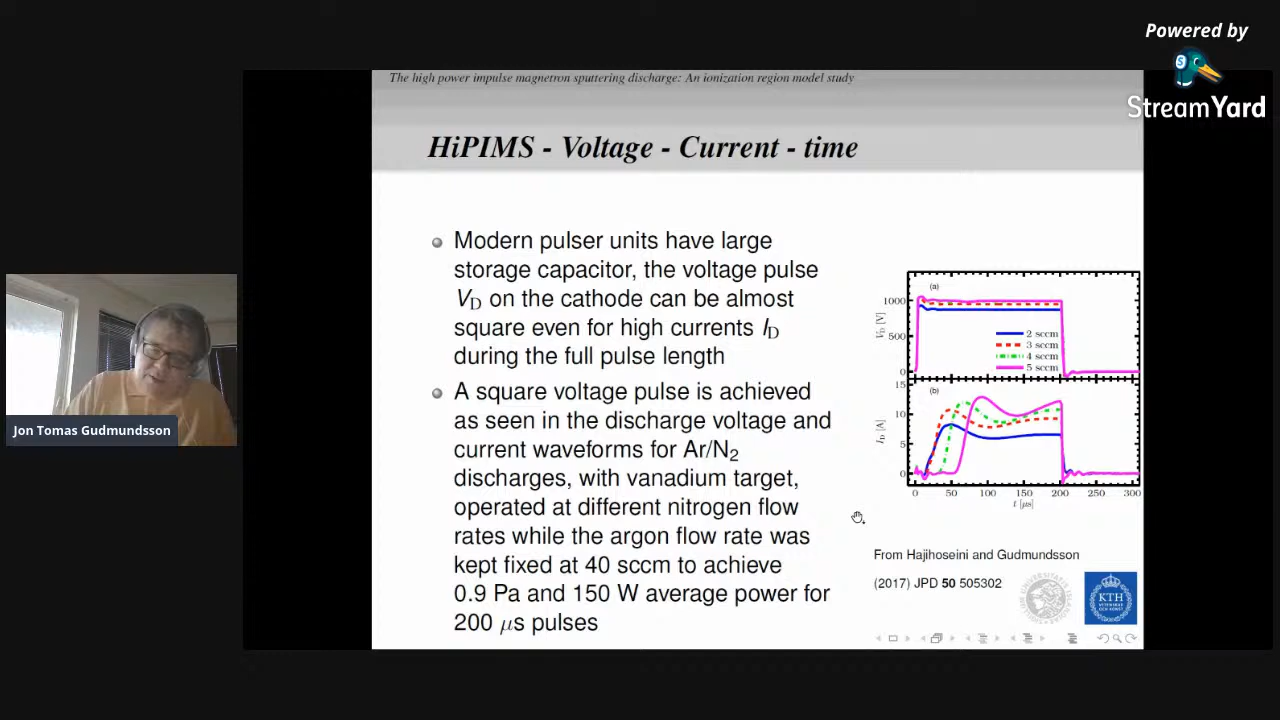 Powered by
StreamYard
The high power impulse magnetron sputtering discharge: An ionization region model study
HiPIMS - Voltage - Current - time
Modern pulser units have large
storage capacitor, the voltage pulse
VD on the cathode can be almost
square even for high currents ID
during the full pulse length
A square voltage pulse is achieved
as seen in the discharge voltage and
current waveforms for Ar/N2
discharges, with vanadium target,
operated at different nitrogen flow
rates while the argon flow rate was
kept fixed at 40 sccm to achieve
0.9 Pa and 150 W average power for
200 μs pulses
(a)
1000
500
0
VD [V]
2 sccm
3 sccm
4 sccm
5 sccm
(b)
15
10
5
0
ID [A]
0 50 100 150 200 250 300
t [μs]
From Hajihoseini and Gudmundsson
(2017) JPD 50 505302
KTH
Jon Tomas Gudmundsson